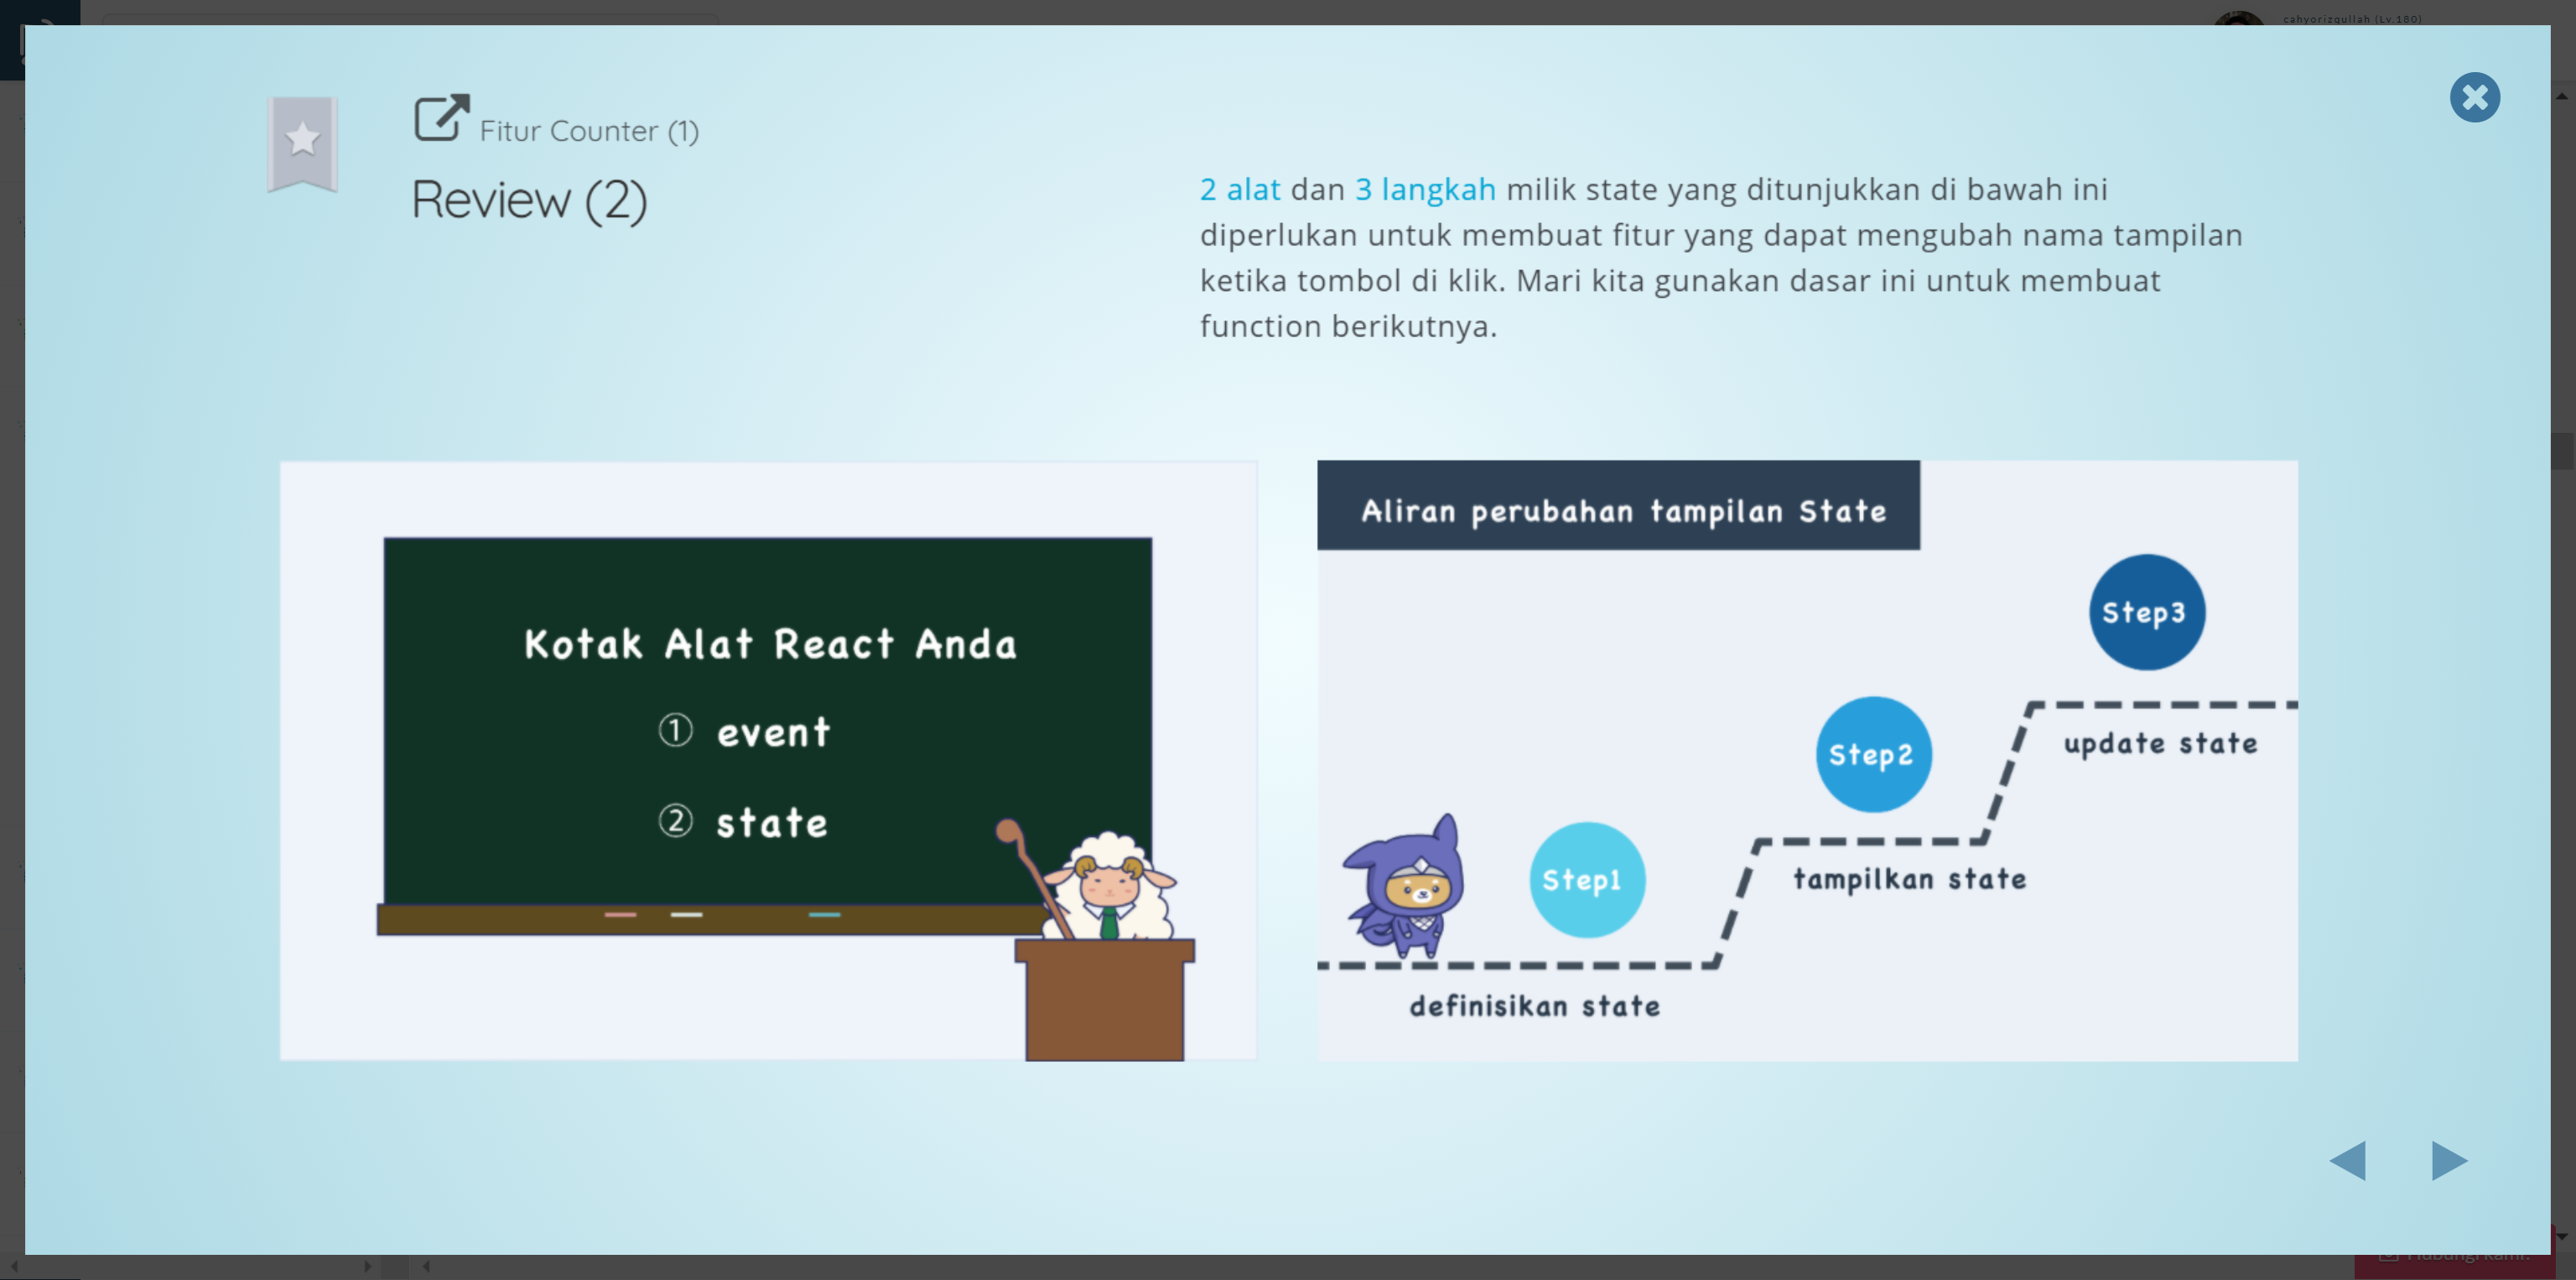 cahyorizqullah (Lv.180)
Fitur Counter (1)
Review (2)
2 alat dan 3 langkah milik state yang ditunjukkan di bawah ini
diperlukan untuk membuat fitur yang dapat mengubah nama tampilan
ketika tombol di klik. Mari kita gunakan dasar ini untuk membuat
function berikutnya.
Kotak Alat React Anda
① event
② state
Aliran perubahan tampilan State
Step3
update state
Step2
tampilkan state
Step1
definisikan state
Hubungi kami!